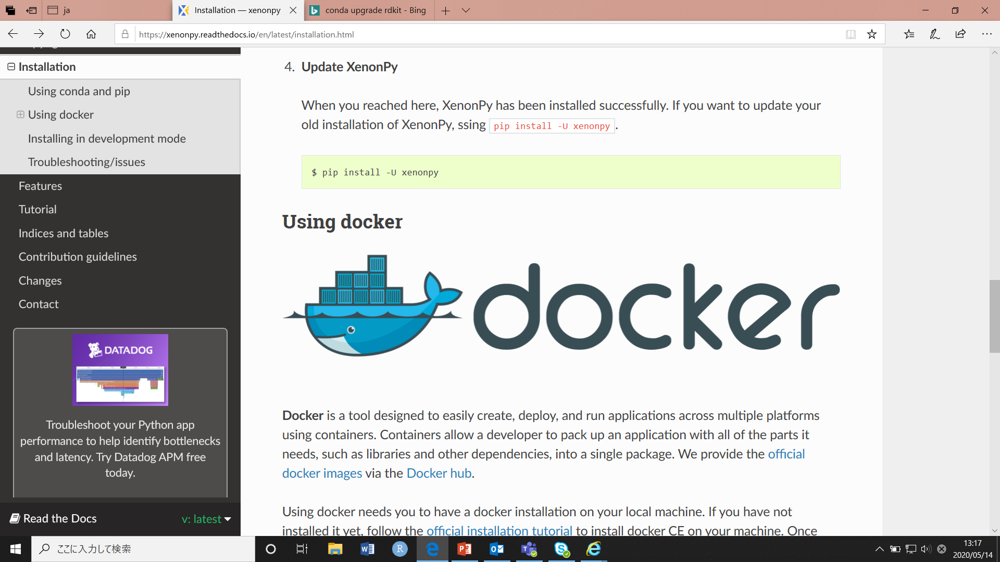 ja
Installation — xenonpy
conda upgrade rdkit - Bing
https://xenonpy.readthedocs.io/en/latest/installation.html
Installation
Using conda and pip
Using docker
Installing in development mode
Troubleshooting/issues
Features
Tutorial
Indices and tables
Contribution guidelines
Changes
Contact
DATADOG
Troubleshoot your Python app
performance to help identify bottlenecks
and latency. Try Datadog APM free
today.
Read the Docs
v: latest
4. Update XenonPy
When you reached here, XenonPy has been installed successfully. If you want to update your
old installation of XenonPy, ssing pip install -U xenonpy.
$ pip install -U xenonpy
Using docker
docker
Docker is a tool designed to easily create, deploy, and run applications across multiple platforms
using containers. Containers allow a developer to pack up an application with all of the parts it
needs, such as libraries and other dependencies, into a single package. We provide the official
docker images via the Docker hub.
Using docker needs you to have a docker installation on your local machine. If you have not
installed it yet, follow the official installation tutorial to install docker CE on your machine. Once
ここに入力して検索
13:17
2020/05/14